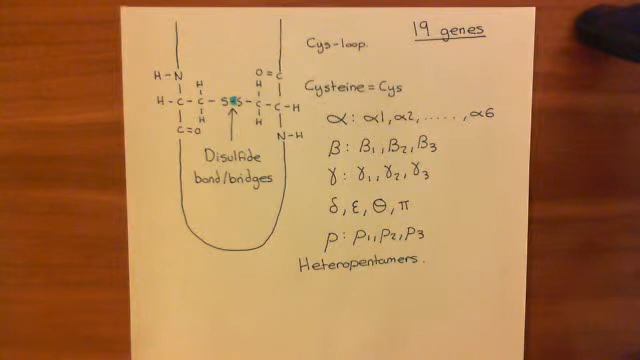 19 genes
Cys-loop.
Cysteine = Cys
α: α1, α2, ....., α6
β: β1, β2, β3
γ: γ1, γ2, γ3
δ, ε, θ, π
ρ: ρ1, ρ2, ρ3
Heteropentamers.
H-N
H
H-C-C-S-S-C-C-H
H
C=O
O=C
H
H
N-H
Disulfide
bond/bridges